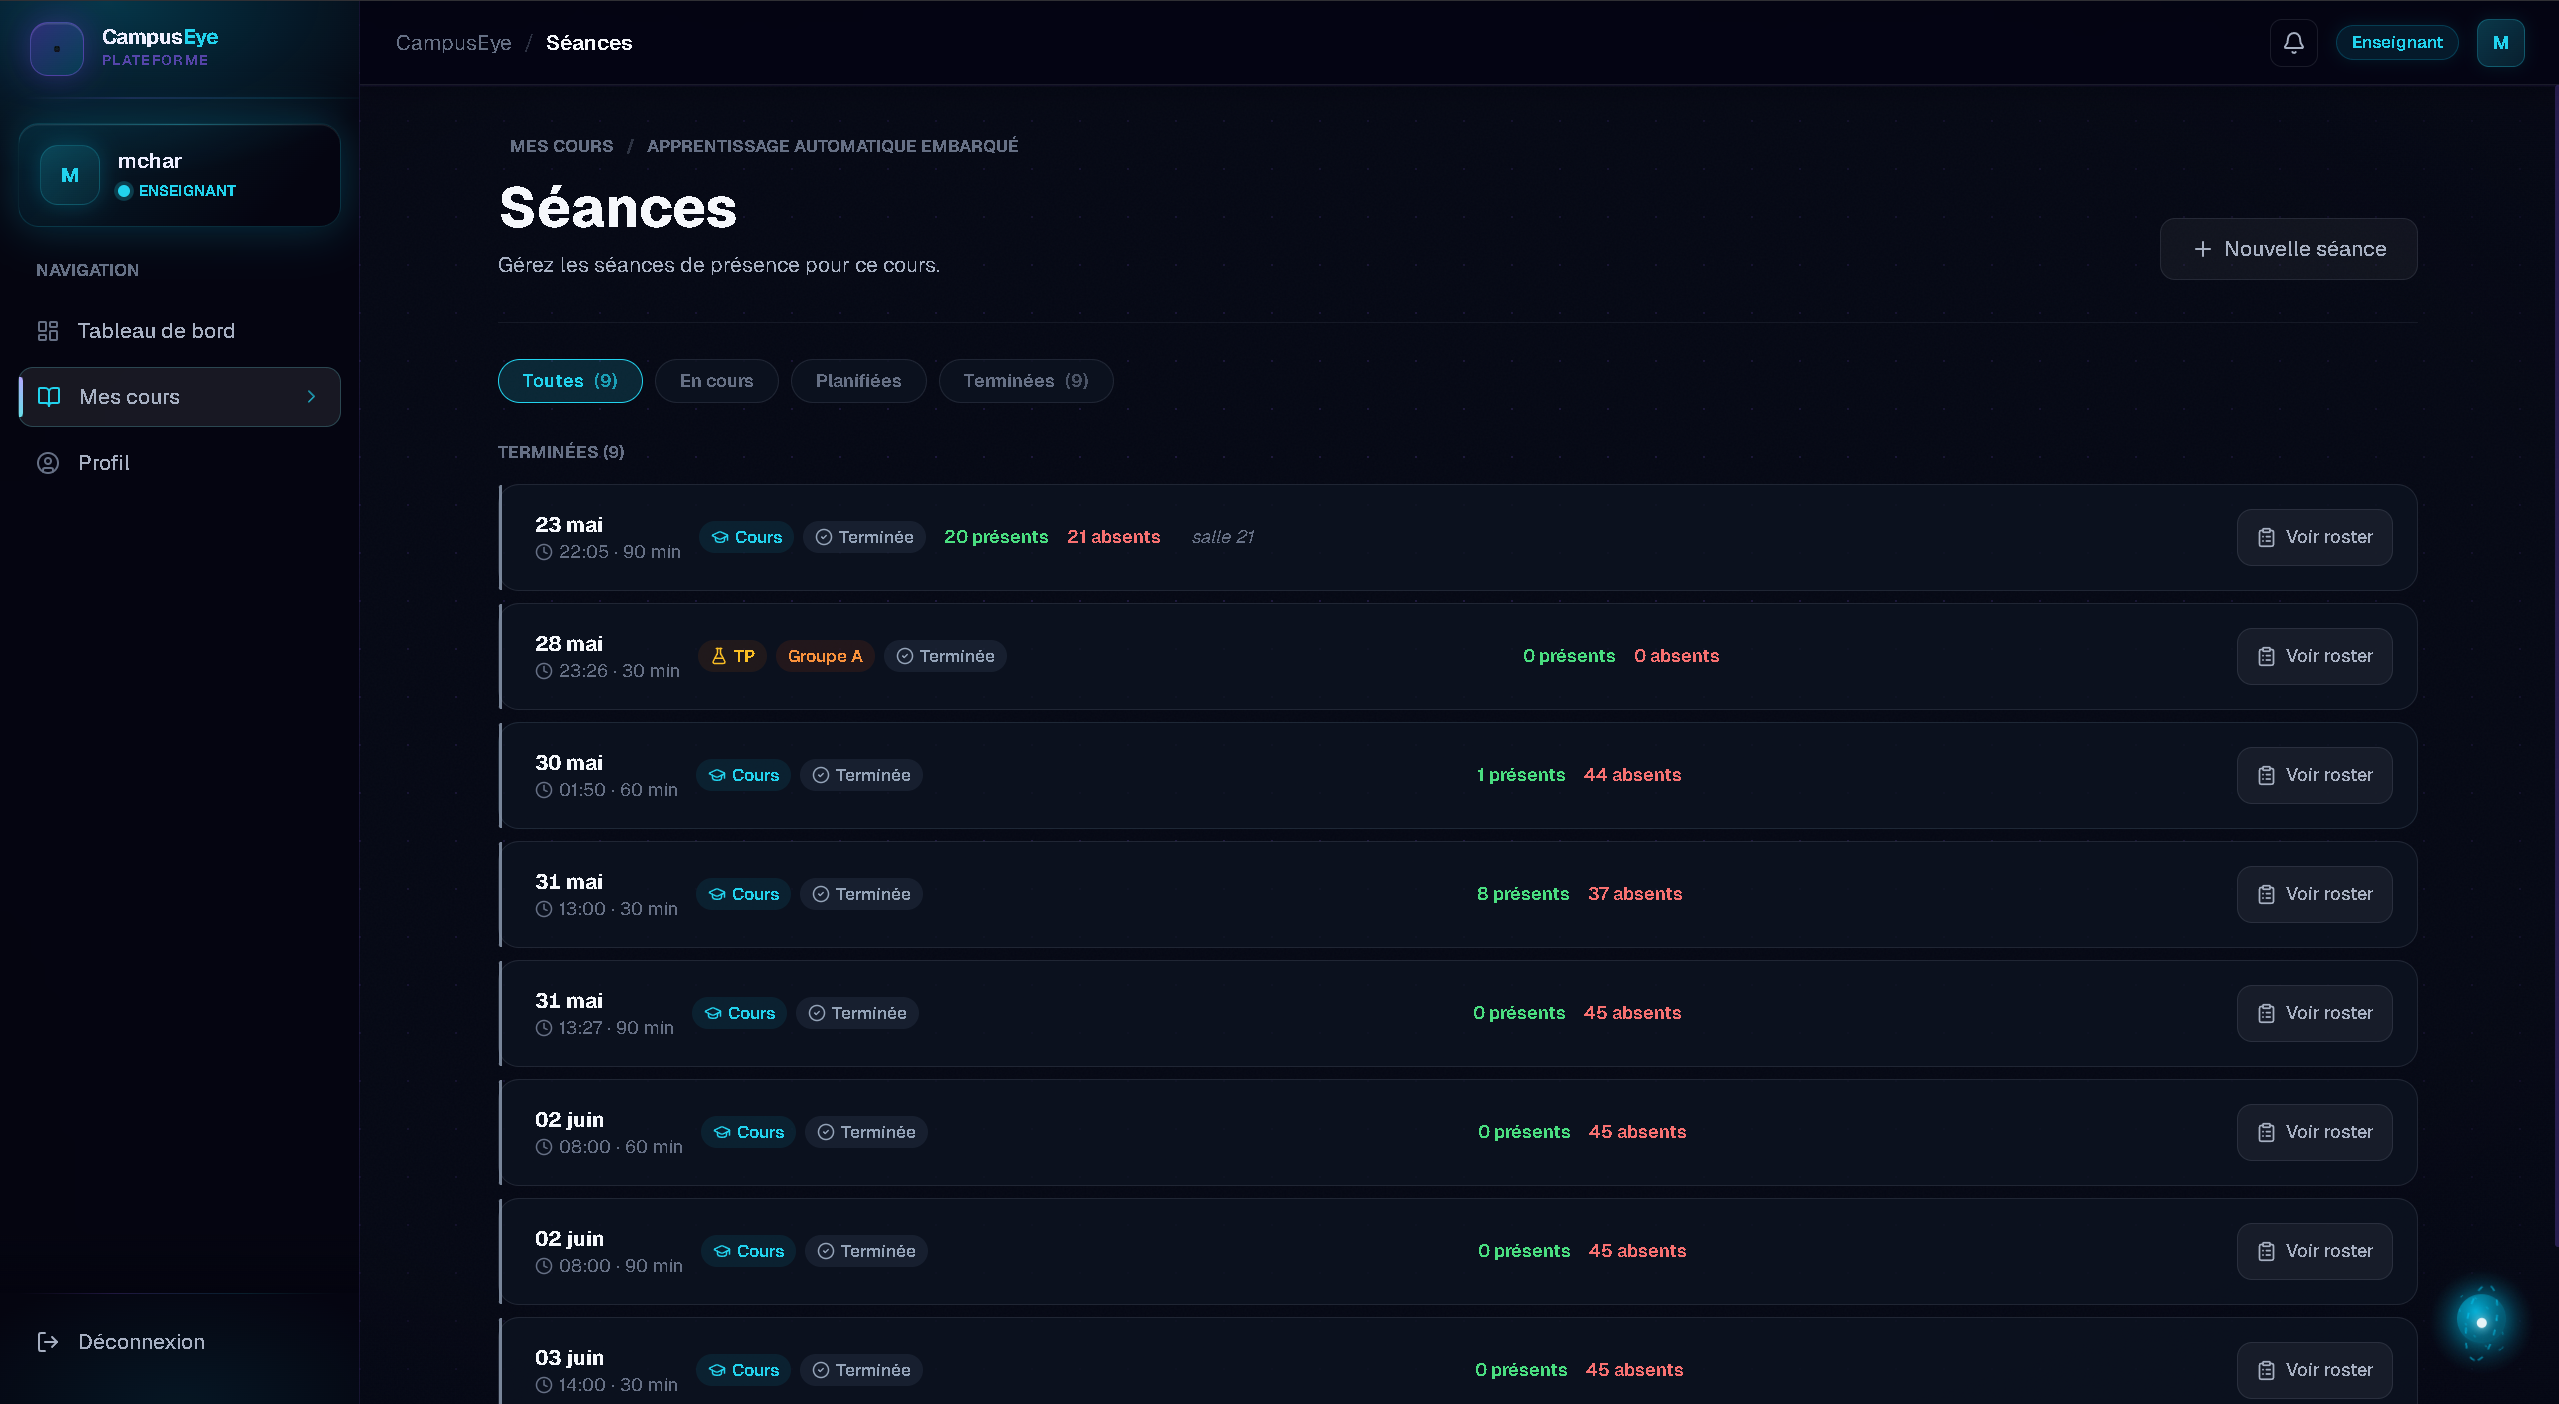 CampusEye
PLATEFORME
CampusEye / Séances
Enseignant
M
M
mchar
ENSEIGNANT
NAVIGATION
Tableau de bord
Mes cours
Profil
Déconnexion
MES COURS / APPRENTISSAGE AUTOMATIQUE EMBARQUÉ
Séances
Gérez les séances de présence pour ce cours.
+ Nouvelle séance
Toutes (9)
En cours
Planifiées
Terminées (9)
TERMINÉES (9)
23 mai
22:05 · 90 min
Cours
Terminée
20 présents 21 absents salle 21
Voir roster
28 mai
23:26 · 30 min
TP
Groupe A
Terminée
0 présents 0 absents
Voir roster
30 mai
01:50 · 60 min
Cours
Terminée
1 présents 44 absents
Voir roster
31 mai
13:00 · 30 min
Cours
Terminée
8 présents 37 absents
Voir roster
31 mai
13:27 · 90 min
Cours
Terminée
0 présents 45 absents
Voir roster
02 juin
08:00 · 60 min
Cours
Terminée
0 présents 45 absents
Voir roster
02 juin
08:00 · 90 min
Cours
Terminée
0 présents 45 absents
Voir roster
03 juin
14:00 · 30 min
Cours
Terminée
0 présents 45 absents
Voir roster